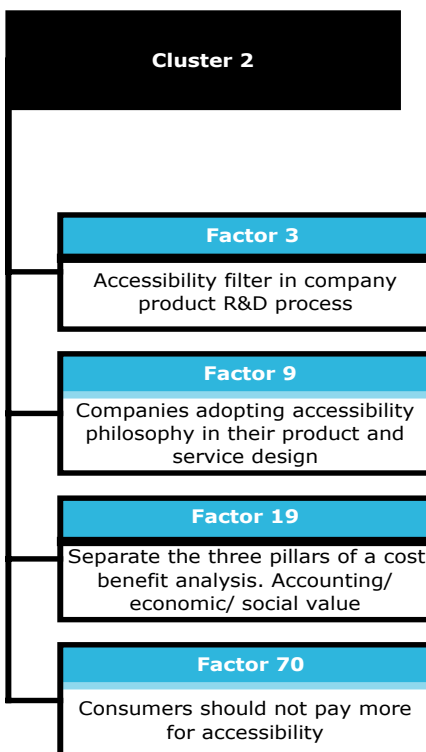 Cluster 2
Factor 3
Accessibility filter in company
product R&D process
Factor 9
Companies adopting accessibility
philosophy in their product and
service design
Factor 19
Separate the three pillars of a cost
benefit analysis. Accounting/
economic/ social value
Factor 70
Consumers should not pay more
for accessibility